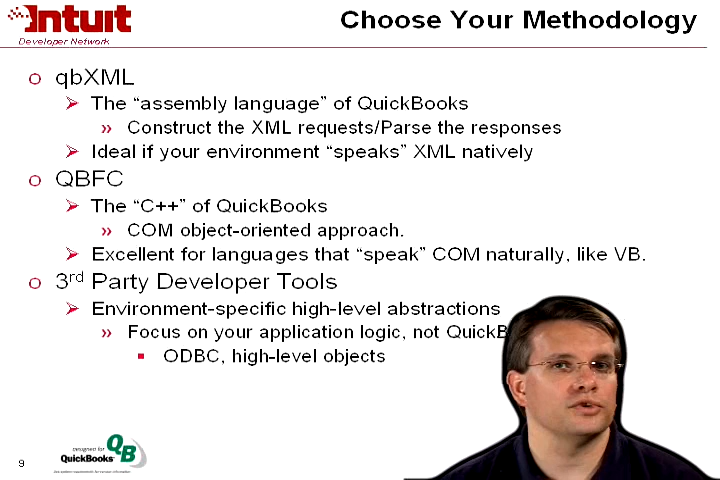 Intuit
Developer Network
Choose Your Methodology
o qbXML
➢ The “assembly language” of QuickBooks
» Construct the XML requests/Parse the responses
➢ Ideal if your environment “speaks” XML natively
o QBFC
➢ The “C++” of QuickBooks
» COM object-oriented approach.
➢ Excellent for languages that “speak” COM naturally, like VB.
o 3rd Party Developer Tools
➢ Environment-specific high-level abstractions
» Focus on your application logic, not QuickB
▪ ODBC, high-level objects
9
designed for
QuickBooks
QB